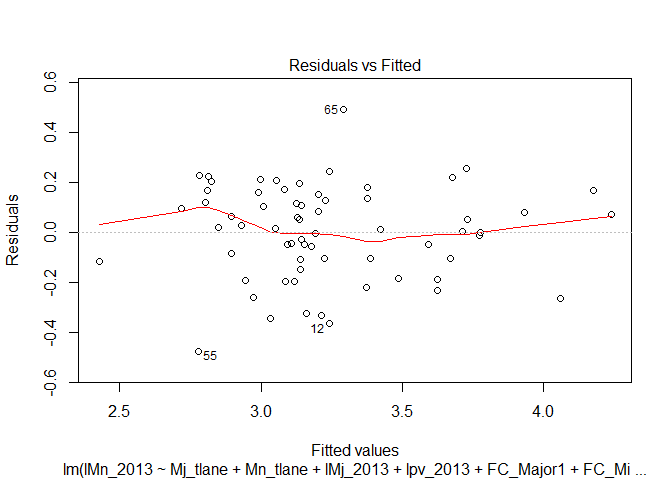 Residuals vs Fitted
Residuals
0.6
0.4
0.2
0.0
-0.2
-0.4
-0.6
65
12
55
2.5 3.0 3.5 4.0
Fitted values
lm(lMn_2013 ~ Mj_tlane + Mn_tlane + lMj_2013 + lpv_2013 + FC_Major1 + FC_Mi ...